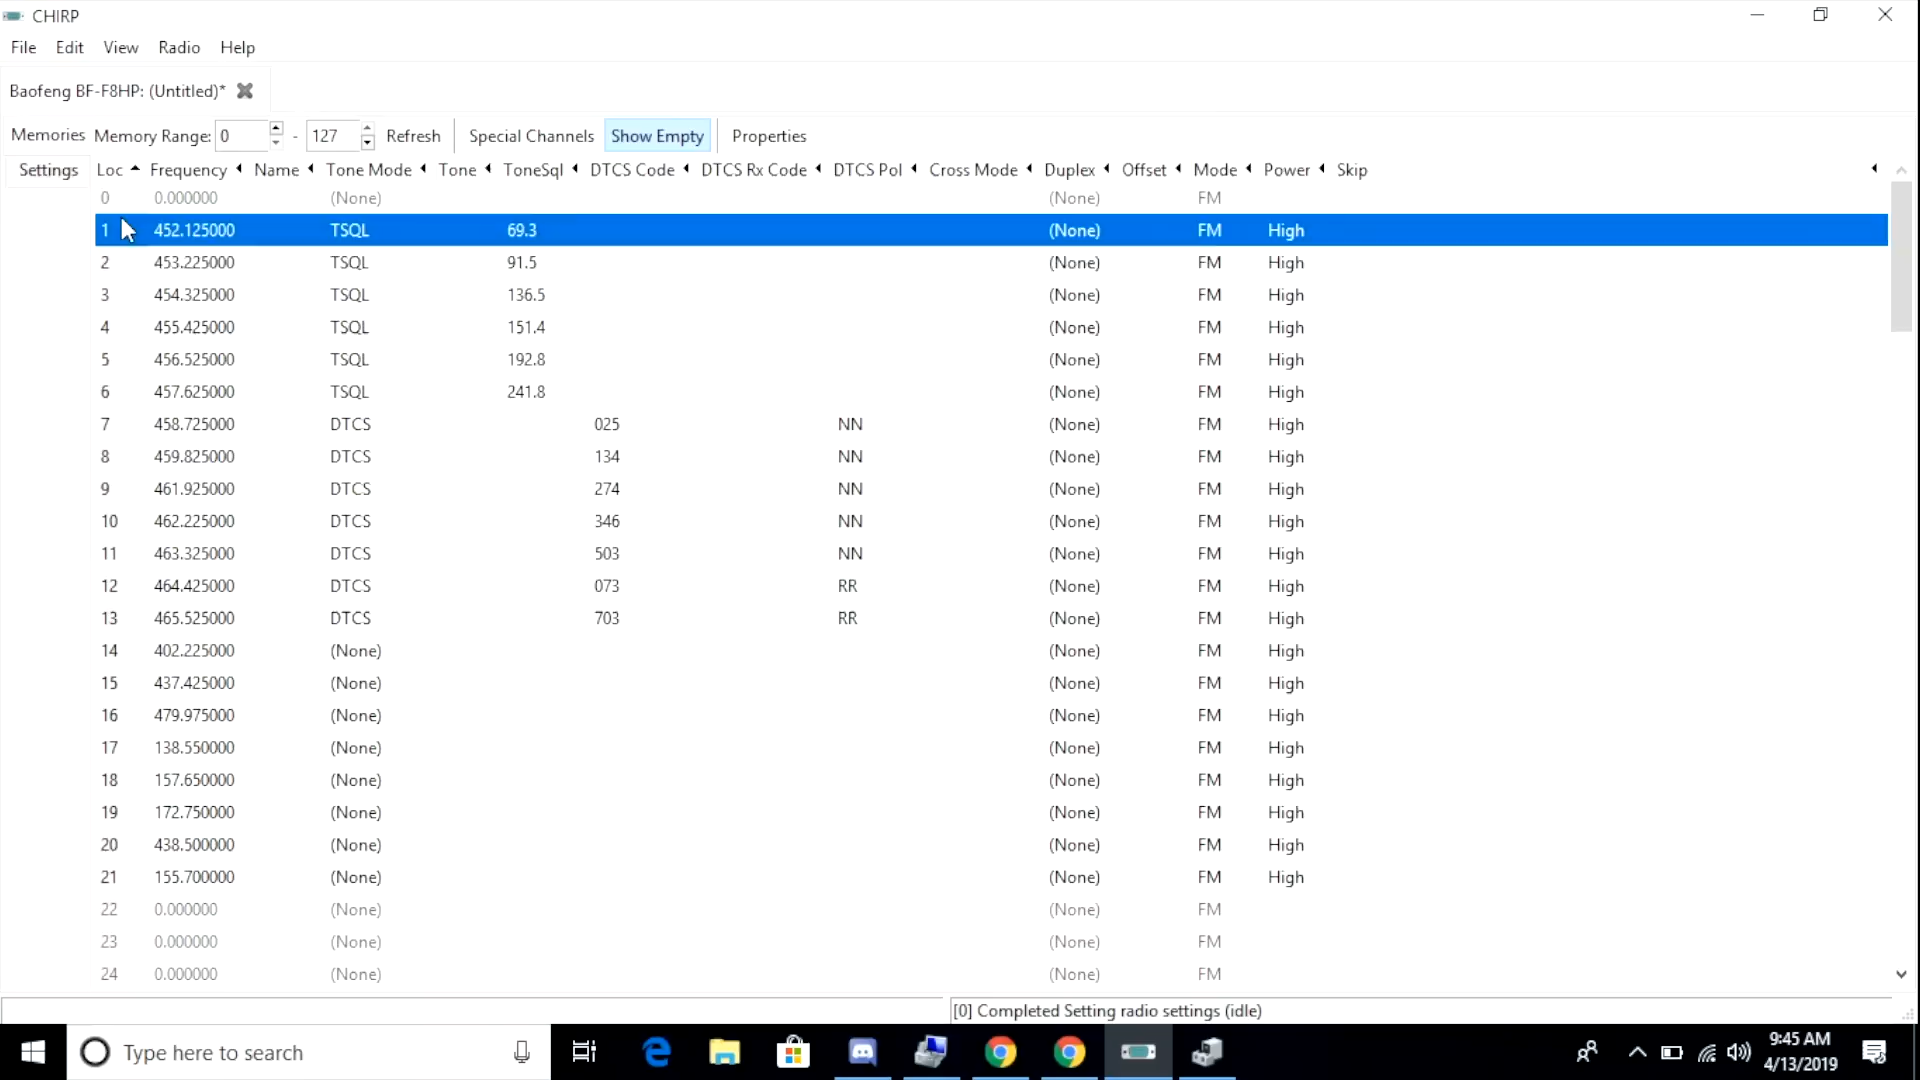 CHIRP
File Edit View Radio Help
Baofeng BF-F8HP: (Untitled)*
Memories Memory Range: 0 - 127 Refresh Special Channels Show Empty Properties
Settings Loc Frequency Name Tone Mode Tone ToneSql DTCS Code DTCS Rx Code DTCS Pol Cross Mode Duplex Offset Mode Power Skip
0 0.000000 (None) (None) FM
1 452.125000 TSQL 69.3 (None) FM High
2 453.225000 TSQL 91.5 (None) FM High
3 454.325000 TSQL 136.5 (None) FM High
4 455.425000 TSQL 151.4 (None) FM High
5 456.525000 TSQL 192.8 (None) FM High
6 457.625000 TSQL 241.8 (None) FM High
7 458.725000 DTCS 025 NN (None) FM High
8 459.825000 DTCS 134 NN (None) FM High
9 461.925000 DTCS 274 NN (None) FM High
10 462.225000 DTCS 346 NN (None) FM High
11 463.325000 DTCS 503 NN (None) FM High
12 464.425000 DTCS 073 RR (None) FM High
13 465.525000 DTCS 703 RR (None) FM High
14 402.225000 (None) (None) FM High
15 437.425000 (None) (None) FM High
16 479.975000 (None) (None) FM High
17 138.550000 (None) (None) FM High
18 157.650000 (None) (None) FM High
19 172.750000 (None) (None) FM High
20 438.500000 (None) (None) FM High
21 155.700000 (None) (None) FM High
22 0.000000 (None) (None) FM
23 0.000000 (None) (None) FM
24 0.000000 (None) (None) FM
[0] Completed Setting radio settings (idle)
Type here to search
9:45 AM
4/13/2019